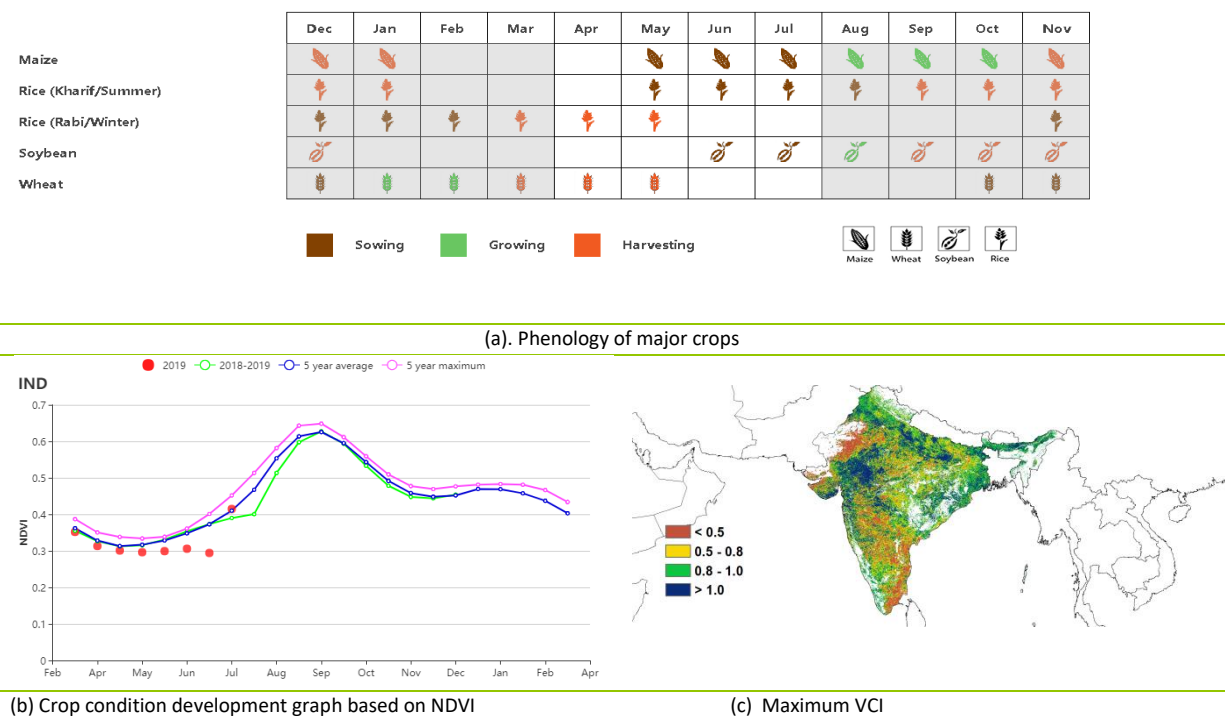 Dec Jan Feb Mar Apr May Jun Jul Aug Sep Oct Nov
Maize
Rice (Kharif/Summer)
Rice (Rabi/Winter)
Soybean
Wheat
Sowing Growing Harvesting
Maize Wheat Soybean Rice
(a). Phenology of major crops
2019 2018-2019 5 year average 5 year maximum
IND
0.7
0.6
0.5
0.4
0.3
0.2
0.1
0
NDVI
Feb Apr May Jun Jul Aug Sep Oct Nov Dec Jan Feb Apr
< 0.5
0.5 - 0.8
0.8 - 1.0
> 1.0
(b) Crop condition development graph based on NDVI (c) Maximum VCI